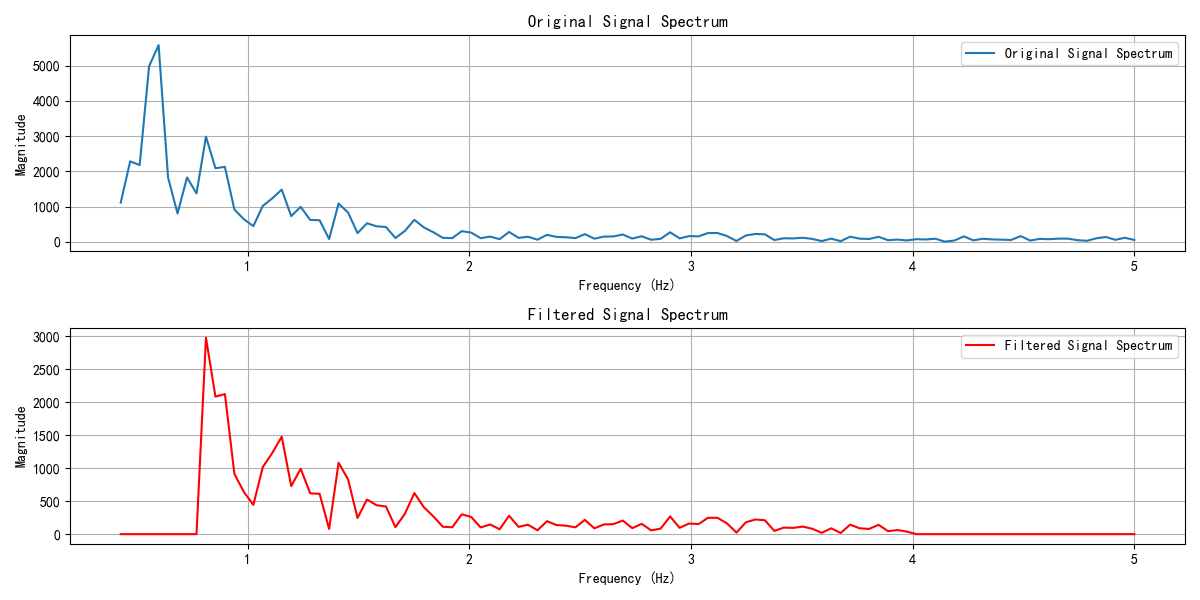 Original Signal Spectrum
Original Signal Spectrum
5000
4000
3000
2000
1000
0
Magnitude
1 2 3 4 5
Frequency (Hz)
Filtered Signal Spectrum
Filtered Signal Spectrum
3000
2500
2000
1500
1000
500
0
Magnitude
1 2 3 4 5
Frequency (Hz)